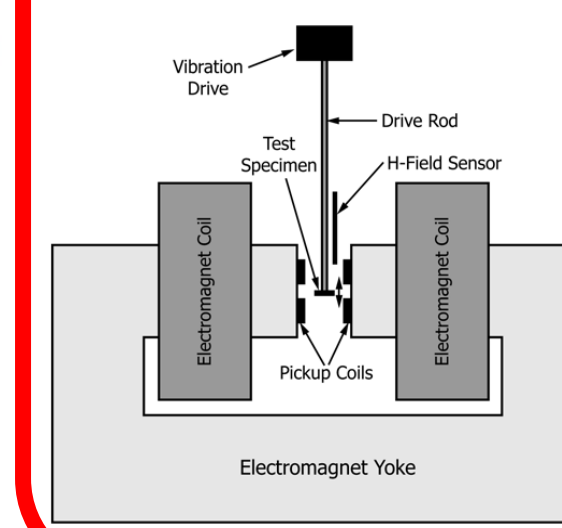 Vibration
Drive
Drive Rod
Test
Specimen
H-Field Sensor
Electromagnet Coil
Electromagnet Coil
Pickup Coils
Electromagnet Yoke